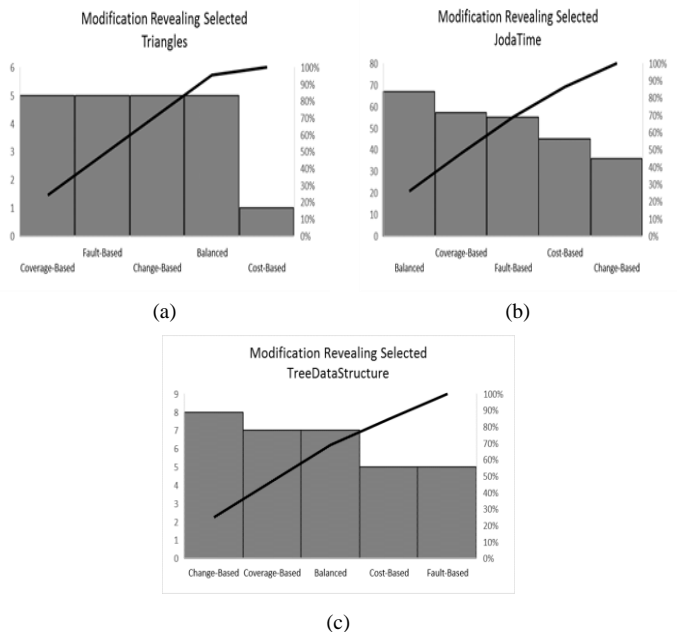 Modification Revealing Selected
Triangles
6
5
4
3
2
1
0
100%
90%
80%
70%
60%
50%
40%
30%
20%
10%
0%
Coverage-Based
Fault-Based
Change-Based
Balanced
Cost-Based
(a)
Modification Revealing Selected
JodaTime
80
70
60
50
40
30
20
10
0
100%
90%
80%
70%
60%
50%
40%
30%
20%
10%
0%
Balanced
Coverage-Based
Fault-Based
Cost-Based
Change-Based
(b)
Modification Revealing Selected
TreeDataStructure
9
8
7
6
5
4
3
2
1
0
100%
90%
80%
70%
60%
50%
40%
30%
20%
10%
0%
Change-Based
Coverage-Based
Balanced
Cost-Based
Fault-Based
(c)